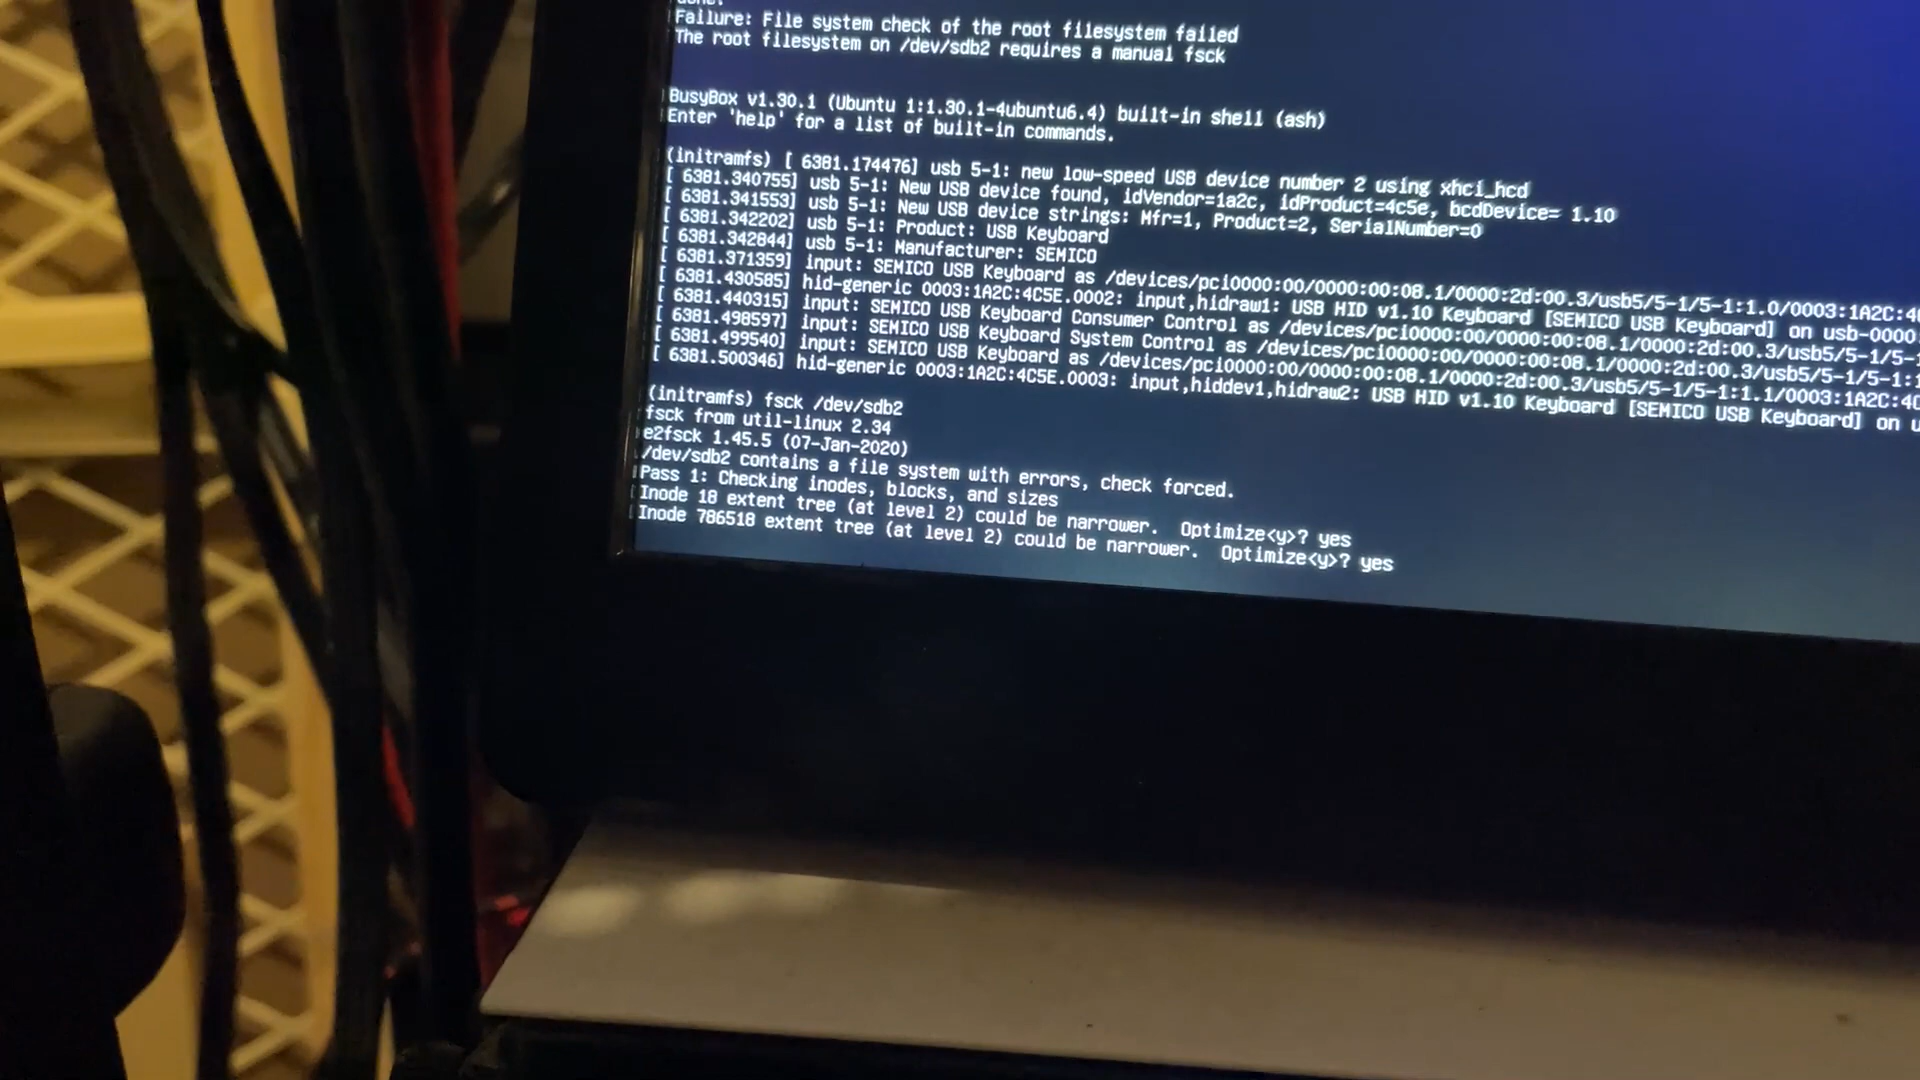 done.
Failure: File system check of the root filesystem failed
The root filesystem on /dev/sdb2 requires a manual fsck
BusyBox v1.30.1 (Ubuntu 1:1.30.1-4ubuntu6.4) built-in shell (ash)
Enter 'help' for a list of built-in commands.
(initramfs) [ 6381.174476] usb 5-1: new low-speed USB device number 2 using xhci_hcd
[ 6381.340755] usb 5-1: New USB device found, idVendor=1a2c, idProduct=4c5e, bcdDevice= 1.10
[ 6381.341553] usb 5-1: New USB device strings: Mfr=1, Product=2, SerialNumber=0
[ 6381.342202] usb 5-1: Product: USB Keyboard
[ 6381.342844] usb 5-1: Manufacturer: SEMICO
[ 6381.371359] input: SEMICO USB Keyboard as /devices/pci0000:00/0000:00:08.1/0000:2d:00.3/usb5/5-1/5-1:1.0/0003:1A2C:4C
[ 6381.430585] hid-generic 0003:1A2C:4C5E.0002: input,hidraw1: USB HID v1.10 Keyboard [SEMICO USB Keyboard] on usb-0000:
[ 6381.440315] input: SEMICO USB Keyboard Consumer Control as /devices/pci0000:00/0000:00:08.1/0000:2d:00.3/usb5/5-1/5-1
[ 6381.498597] input: SEMICO USB Keyboard System Control as /devices/pci0000:00/0000:00:08.1/0000:2d:00.3/usb5/5-1/5-1:1
[ 6381.499540] input: SEMICO USB Keyboard as /devices/pci0000:00/0000:00:08.1/0000:2d:00.3/usb5/5-1/5-1:1.1/0003:1A2C:4C
[ 6381.500346] hid-generic 0003:1A2C:4C5E.0003: input,hiddev1,hidraw2: USB HID v1.10 Keyboard [SEMICO USB Keyboard] on u
(initramfs) fsck /dev/sdb2
fsck from util-linux 2.34
e2fsck 1.45.5 (07-Jan-2020)
/dev/sdb2 contains a file system with errors, check forced.
Pass 1: Checking inodes, blocks, and sizes
Inode 18 extent tree (at level 2) could be narrower.  Optimize<y>? yes
Inode 786518 extent tree (at level 2) could be narrower.  Optimize<y>? yes